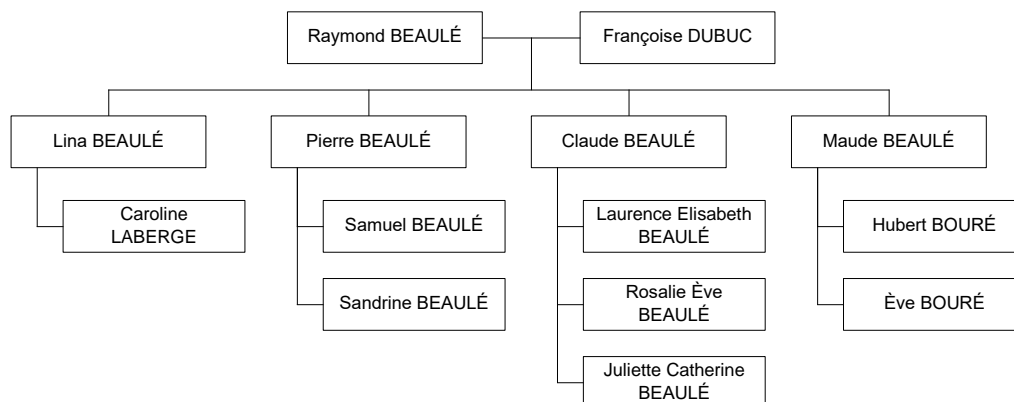 Raymond BEAULÉ
Françoise DUBUC
Lina BEAULÉ
Pierre BEAULÉ
Claude BEAULÉ
Maude BEAULÉ
Caroline
LABERGE
Samuel BEAULÉ
Laurence Elisabeth
BEAULÉ
Hubert BOURÉ
Sandrine BEAULÉ
Rosalie Ève
BEAULÉ
Ève BOURÉ
Juliette Catherine
BEAULÉ